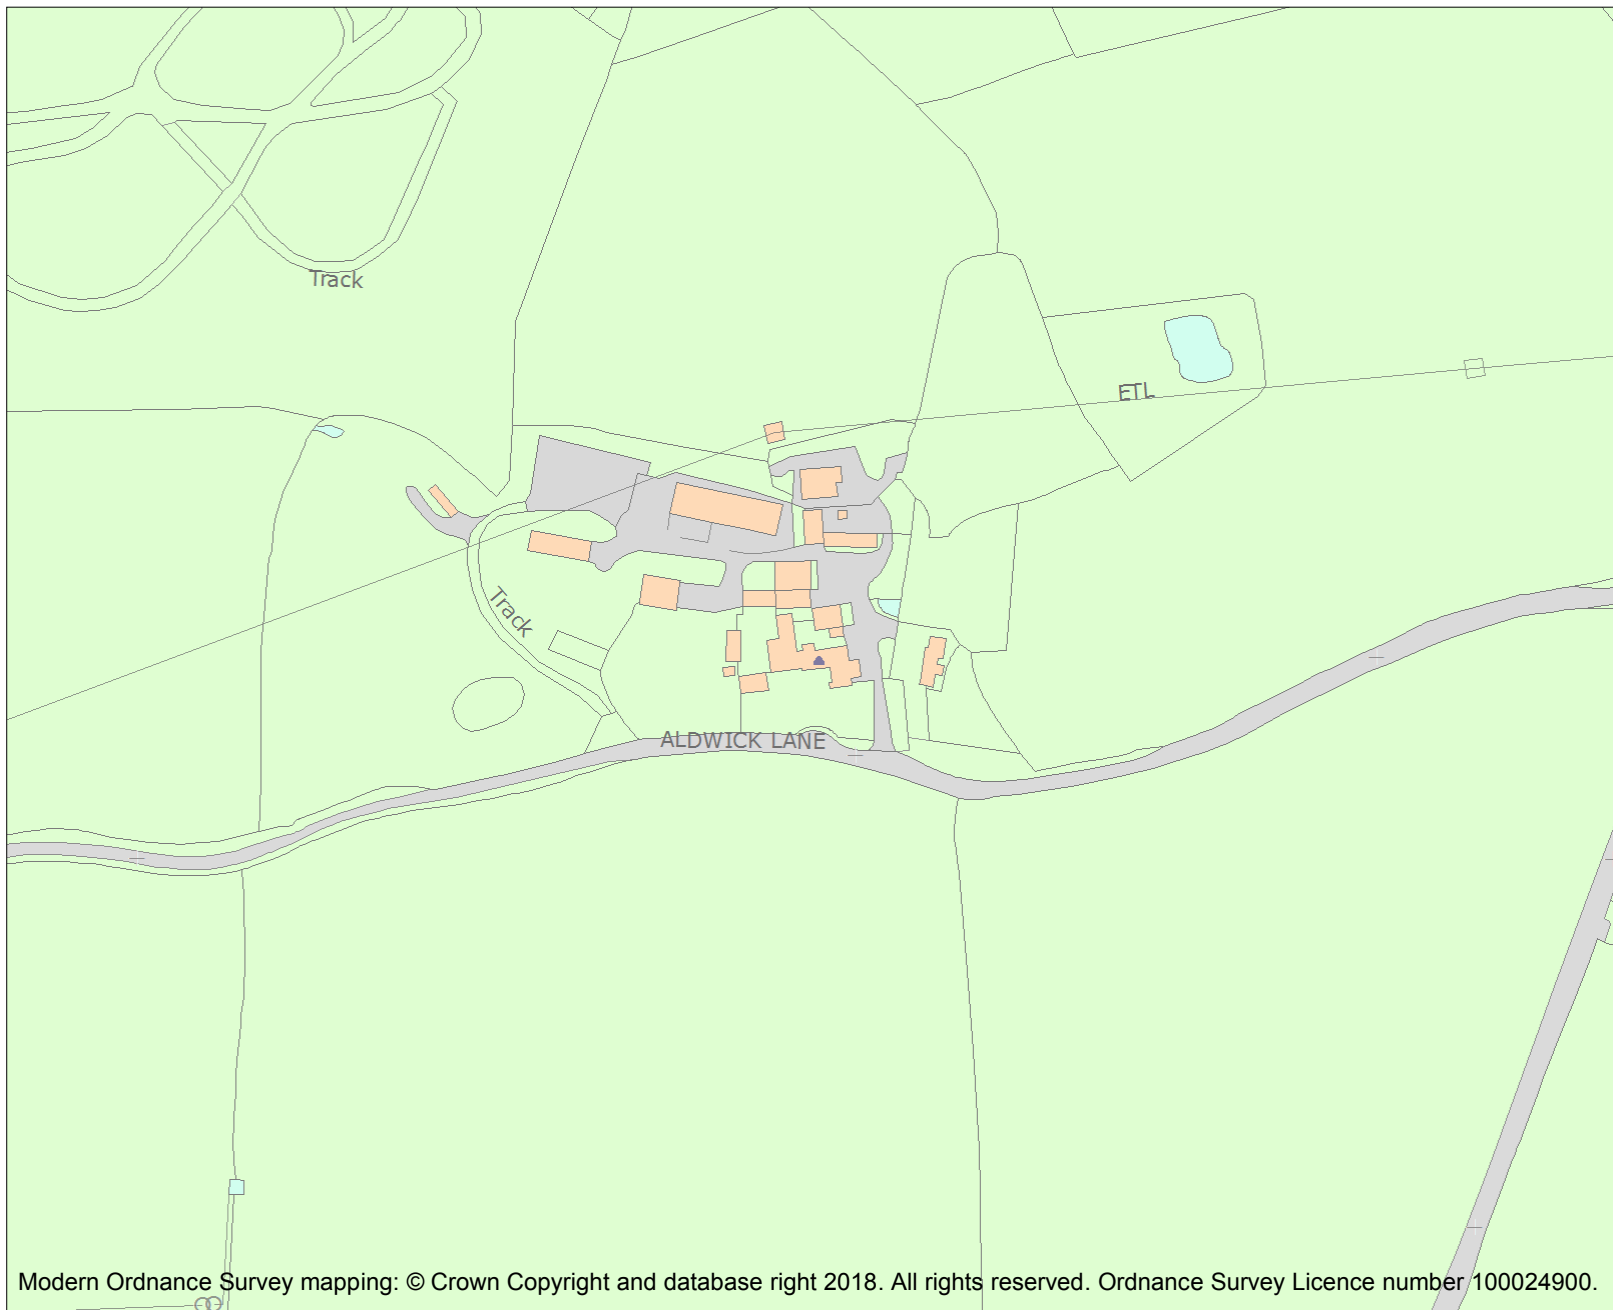 Track
ETL
Track
ALDWICK LANE
Modern Ordnance Survey mapping: © Crown Copyright and database right 2018. All rights reserved. Ordnance Survey Licence number 100024900.